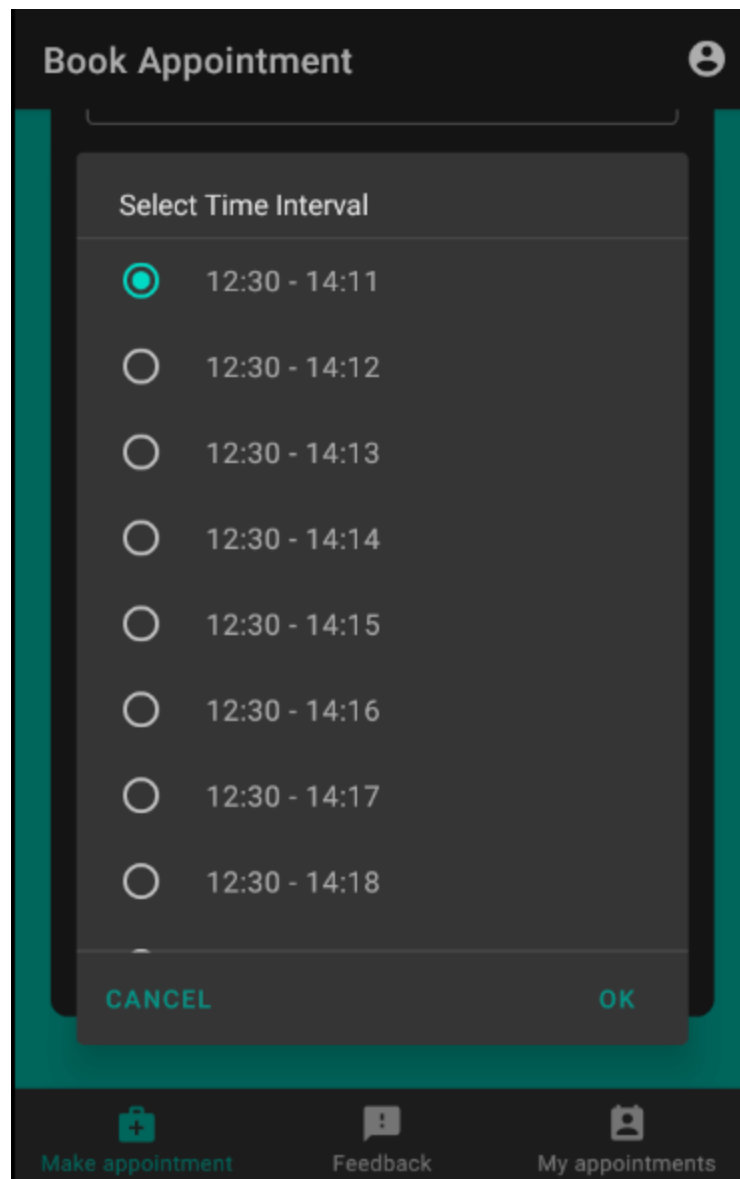 Book Appointment
Select Time Interval
12:30 - 14:11
12:30 - 14:12
12:30 - 14:13
12:30 - 14:14
12:30 - 14:15
12:30 - 14:16
12:30 - 14:17
12:30 - 14:18
CANCEL OK
Make appointment Feedback My appointments